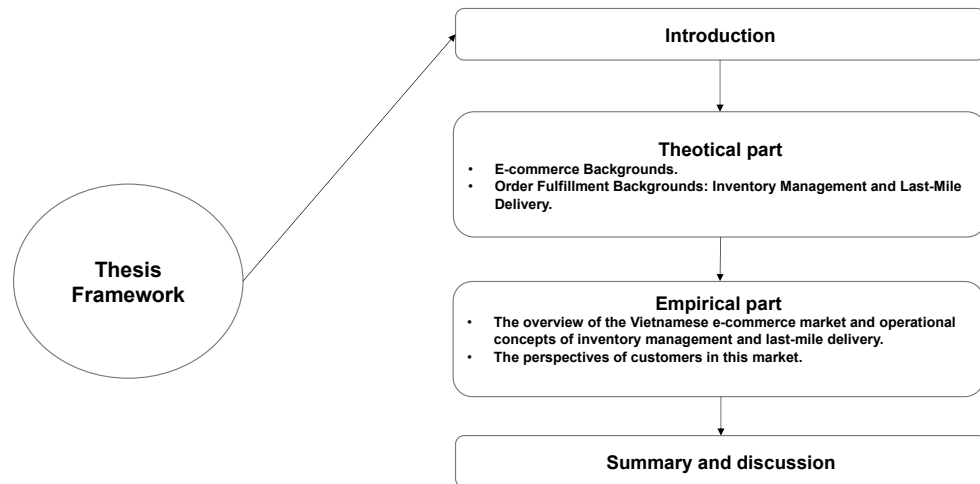 Introduction
Theotical part
• E-commerce Backgrounds.
• Order Fulfillment Backgrounds: Inventory Management and Last-Mile
Delivery.
Thesis
Framework
Empirical part
• The overview of the Vietnamese e-commerce market and operational
concepts of inventory management and last-mile delivery.
• The perspectives of customers in this market.
Summary and discussion